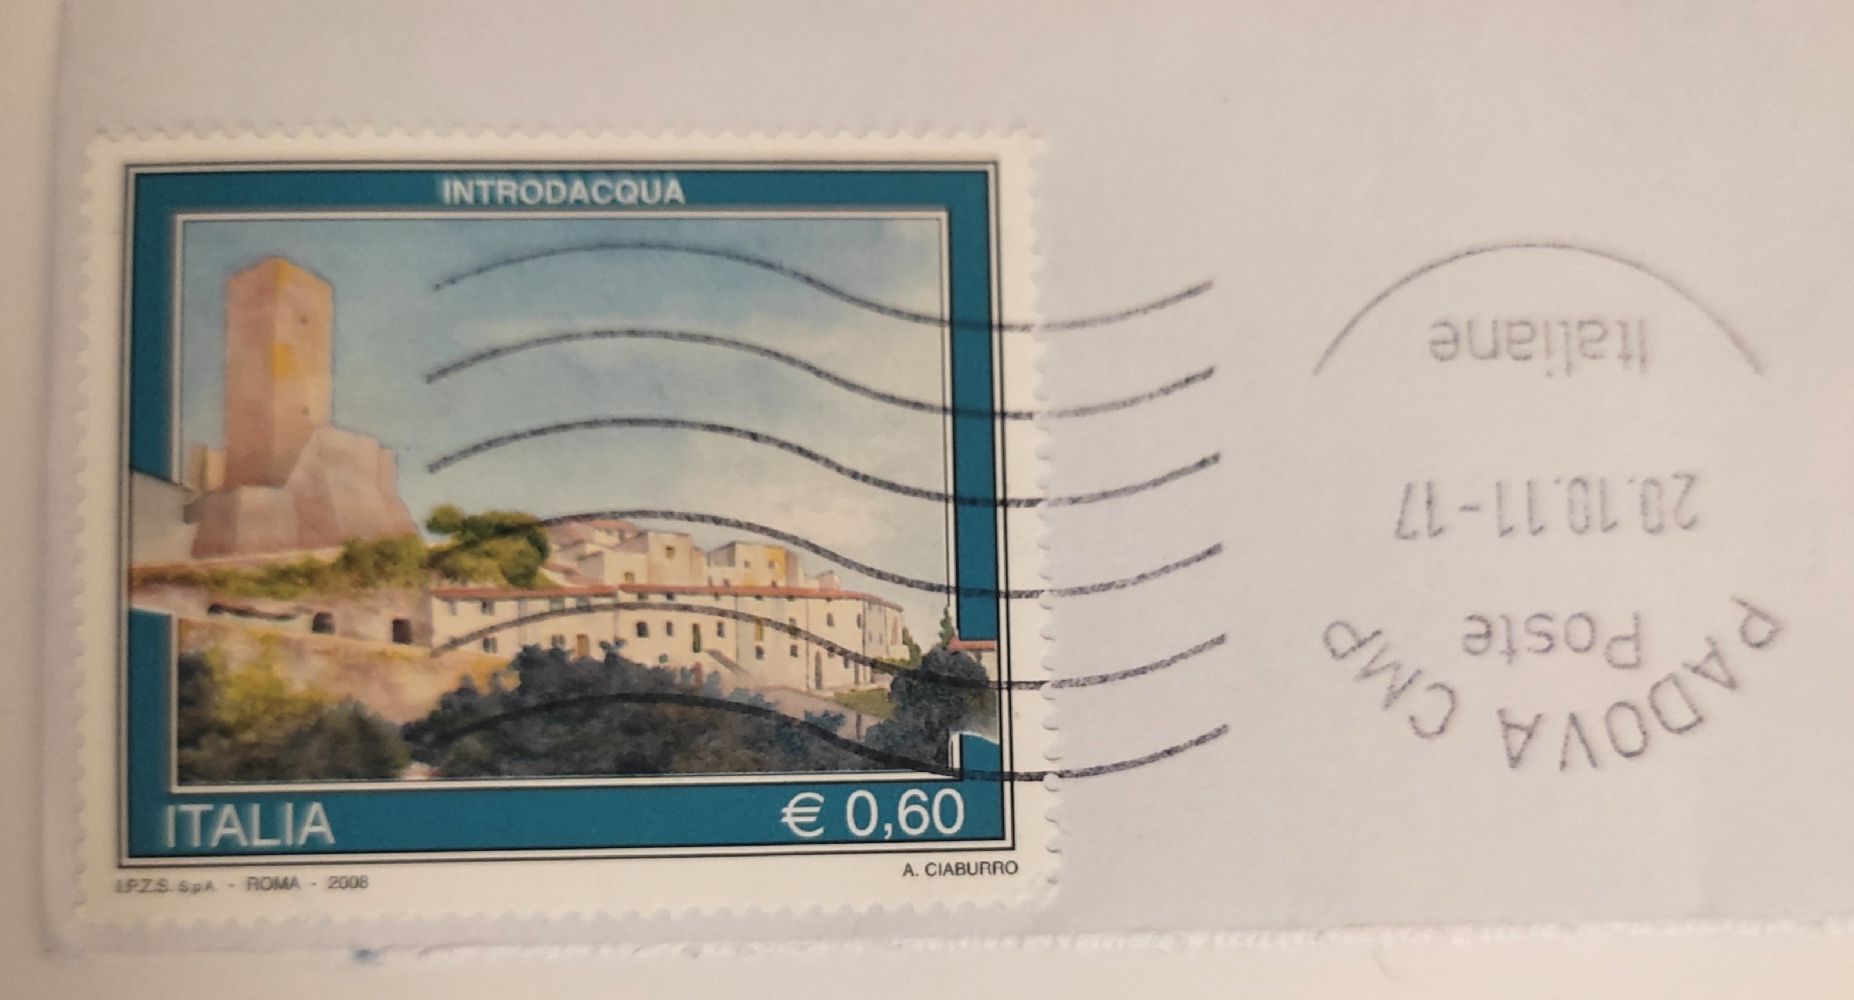 INTRODACQUA
ITALIA
€ 0,60
I.P.Z.S. S.p.A. - ROMA - 2008
A. CIABURRO
PADOVA CMP
Poste
20.10.11-17
Italiane